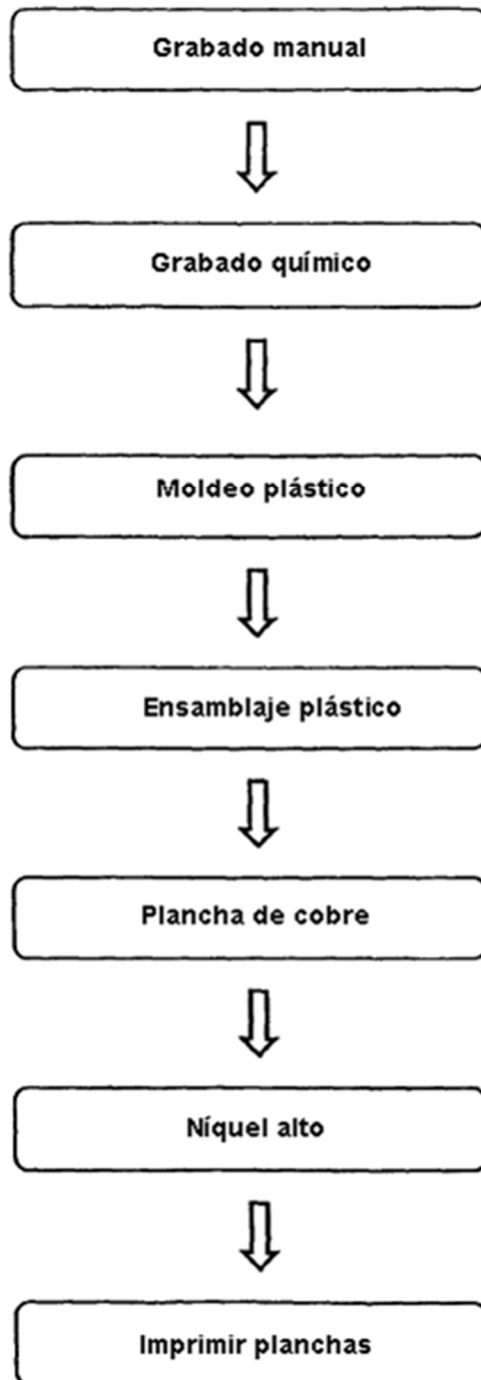 Grabado manual
Grabado químico
Moldeo plástico
Ensamblaje plástico
Plancha de cobre
Níquel alto
Imprimir planchas